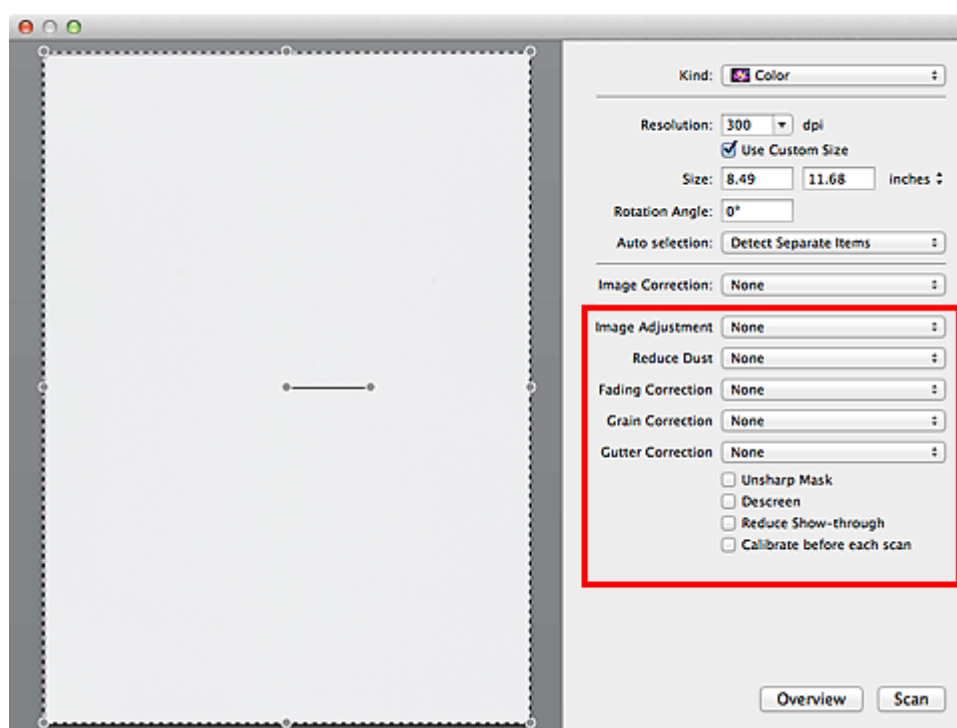 Kind: Color
Resolution: 300 dpi
Use Custom Size
Size: 8.49 11.68 inches
Rotation Angle: 0°
Auto selection: Detect Separate Items
Image Correction: None
Image Adjustment None
Reduce Dust None
Fading Correction None
Grain Correction None
Gutter Correction None
Unsharp Mask
Descreen
Reduce Show-through
Calibrate before each scan
Overview Scan